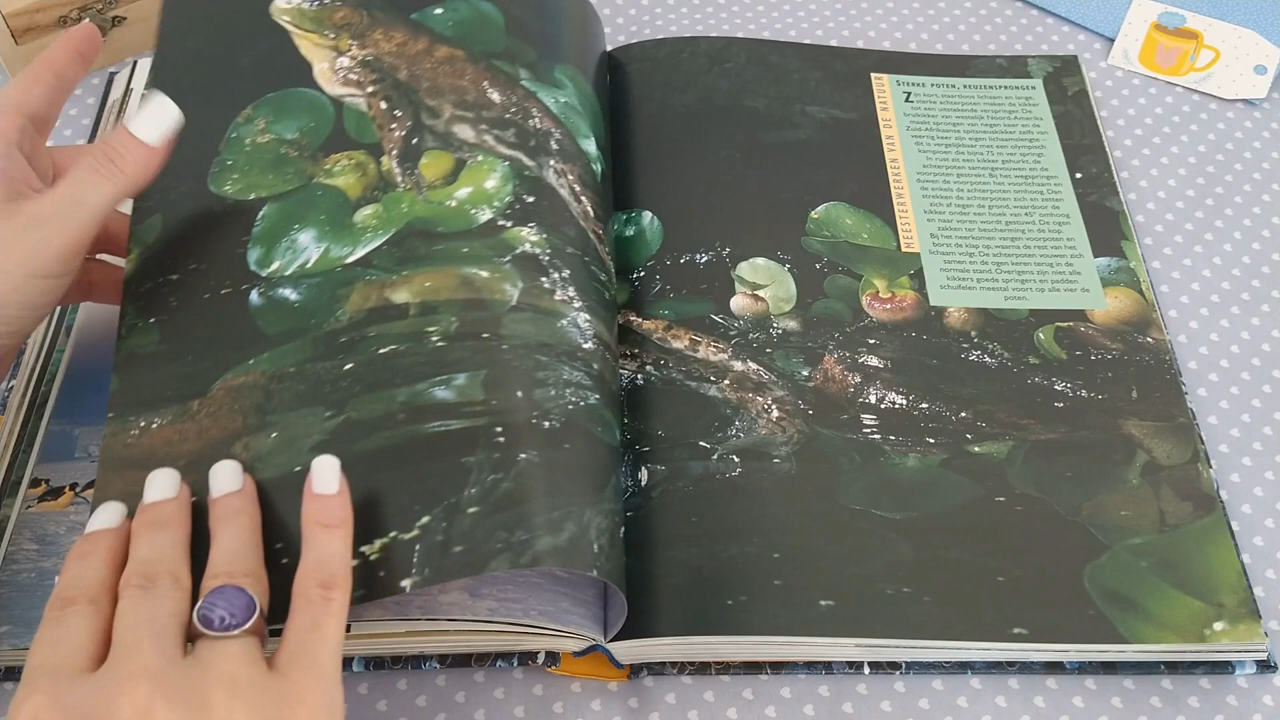 MEESTERWERKEN VAN DE NATUUR
STERKE POTEN, REUZENSPRONGEN
Zijn kort, staartloos lichaam en lange,
sterke achterpoten maken de kikker
tot een uitstekende verspringer. De
brulkikker van westelijk Noord-Amerika
maakt sprongen van negen keer en de
Zuid-Afrikaanse spitsneuskikker zelfs van
veertig keer zijn eigen lichaamslengte –
dit is vergelijkbaar met een olympisch
kampioen die bijna 75 m ver springt.
In rust zit een kikker gehurkt, de
achterpoten samengevouwen en de
voorpoten gestrekt. Bij het wegspringen
duwen de voorpoten het voorlichaam en
de enkels de achterpoten omhoog. Dan
strekken de achterpoten zich en zetten
zich af tegen de grond, waardoor de
kikker onder een hoek van 45° omhoog
en naar voren wordt gestuwd. De ogen
zakken ter bescherming in de kop.
Bij het neerkomen vangen voorpoten en
borst de klap op, waarna de rest van het
lichaam volgt. De achterpoten vouwen zich
samen en de ogen keren terug in de
normale stand. Overigens zijn niet alle
kikkers goede springers en padden
schuifelen meestal voort op alle vier de
poten.